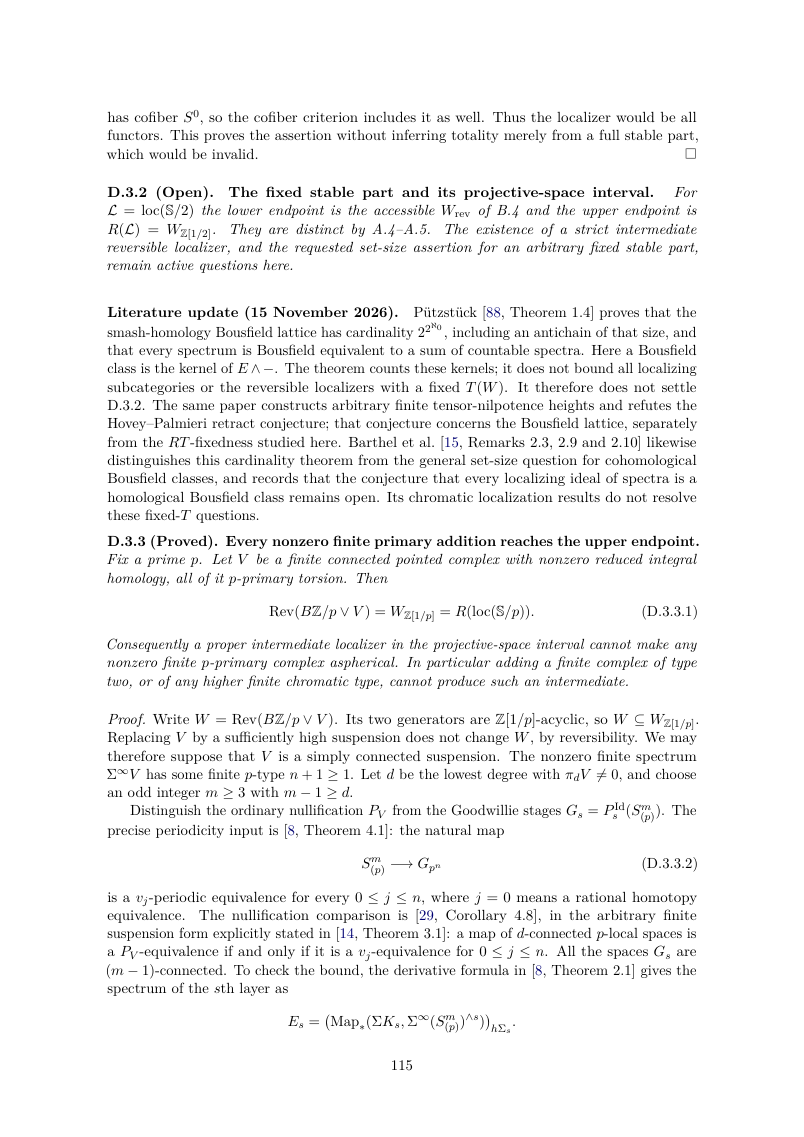 has cofiber S⁰, so the cofiber criterion includes it as well. Thus the localizer would be all
functors. This proves the assertion without inferring totality merely from a full stable part,
which would be invalid. □
D.3.2 (Open). The fixed stable part and its projective-space interval. For
ℒ = loc(𝕊/2) the lower endpoint is the accessible W_rev of B.4 and the upper endpoint is
R(ℒ) = W_{ℤ[1/2]}. They are distinct by A.4–A.5. The existence of a strict intermediate
reversible localizer, and the requested set-size assertion for an arbitrary fixed stable part,
remain active questions here.
Literature update (15 November 2026). Pützstück [88, Theorem 1.4] proves that the
smash-homology Bousfield lattice has cardinality 2^{2^{ℵ₀}}, including an antichain of that size, and
that every spectrum is Bousfield equivalent to a sum of countable spectra. Here a Bousfield
class is the kernel of E ∧ −. The theorem counts these kernels; it does not bound all localizing
subcategories or the reversible localizers with a fixed T(W). It therefore does not settle
D.3.2. The same paper constructs arbitrary finite tensor-nilpotence heights and refutes the
Hovey–Palmieri retract conjecture; that conjecture concerns the Bousfield lattice, separately
from the RT-fixedness studied here. Barthel et al. [15, Remarks 2.3, 2.9 and 2.10] likewise
distinguishes this cardinality theorem from the general set-size question for cohomological
Bousfield classes, and records that the conjecture that every localizing ideal of spectra is a
homological Bousfield class remains open. Its chromatic localization results do not resolve
these fixed-T questions.
D.3.3 (Proved). Every nonzero finite primary addition reaches the upper endpoint.
Fix a prime p. Let V be a finite connected pointed complex with nonzero reduced integral
homology, all of it p-primary torsion. Then
Rev(Bℤ/p ∨ V) = W_{ℤ[1/p]} = R(loc(𝕊/p)). (D.3.3.1)
Consequently a proper intermediate localizer in the projective-space interval cannot make any
nonzero finite p-primary complex aspherical. In particular adding a finite complex of type
two, or of any higher finite chromatic type, cannot produce such an intermediate.
Proof. Write W = Rev(Bℤ/p ∨ V). Its two generators are ℤ[1/p]-acyclic, so W ⊆ W_{ℤ[1/p]}.
Replacing V by a sufficiently high suspension does not change W, by reversibility. We may
therefore suppose that V is a simply connected suspension. The nonzero finite spectrum
Σ^∞V has some finite p-type n + 1 ≥ 1. Let d be the lowest degree with π_dV ≠ 0, and choose
an odd integer m ≥ 3 with m − 1 ≥ d.
Distinguish the ordinary nullification P_V from the Goodwillie stages G_s = P_s^{Id}(S^m_{(p)}). The
precise periodicity input is [8, Theorem 4.1]: the natural map
S^m_{(p)} ⟶ G_{p^n} (D.3.3.2)
is a v_j-periodic equivalence for every 0 ≤ j ≤ n, where j = 0 means a rational homotopy
equivalence. The nullification comparison is [29, Corollary 4.8], in the arbitrary finite
suspension form explicitly stated in [14, Theorem 3.1]: a map of d-connected p-local spaces is
a P_V-equivalence if and only if it is a v_j-equivalence for 0 ≤ j ≤ n. All the spaces G_s are
(m − 1)-connected. To check the bound, the derivative formula in [8, Theorem 2.1] gives the
spectrum of the sth layer as
E_s = (Map_*(ΣK_s, Σ^∞(S^m_{(p)})^{∧s}))_{hΣ_s}.
115